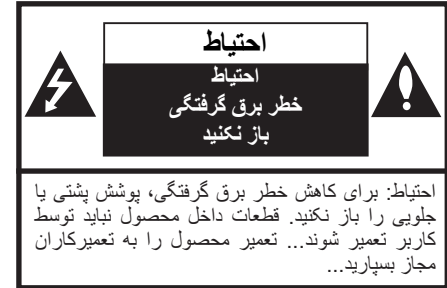 احتیاط
احتیاط
خطر برق گرفتگی
باز نکنید
احتیاط: برای کاهش خطر برق گرفتگی، پوشش پشتی یا
جلویی را باز نکنید. قطعات داخل محصول نباید توسط
کاربر تعمیر شوند... تعمیر محصول را به تعمیرکاران
مجاز بسپارید...